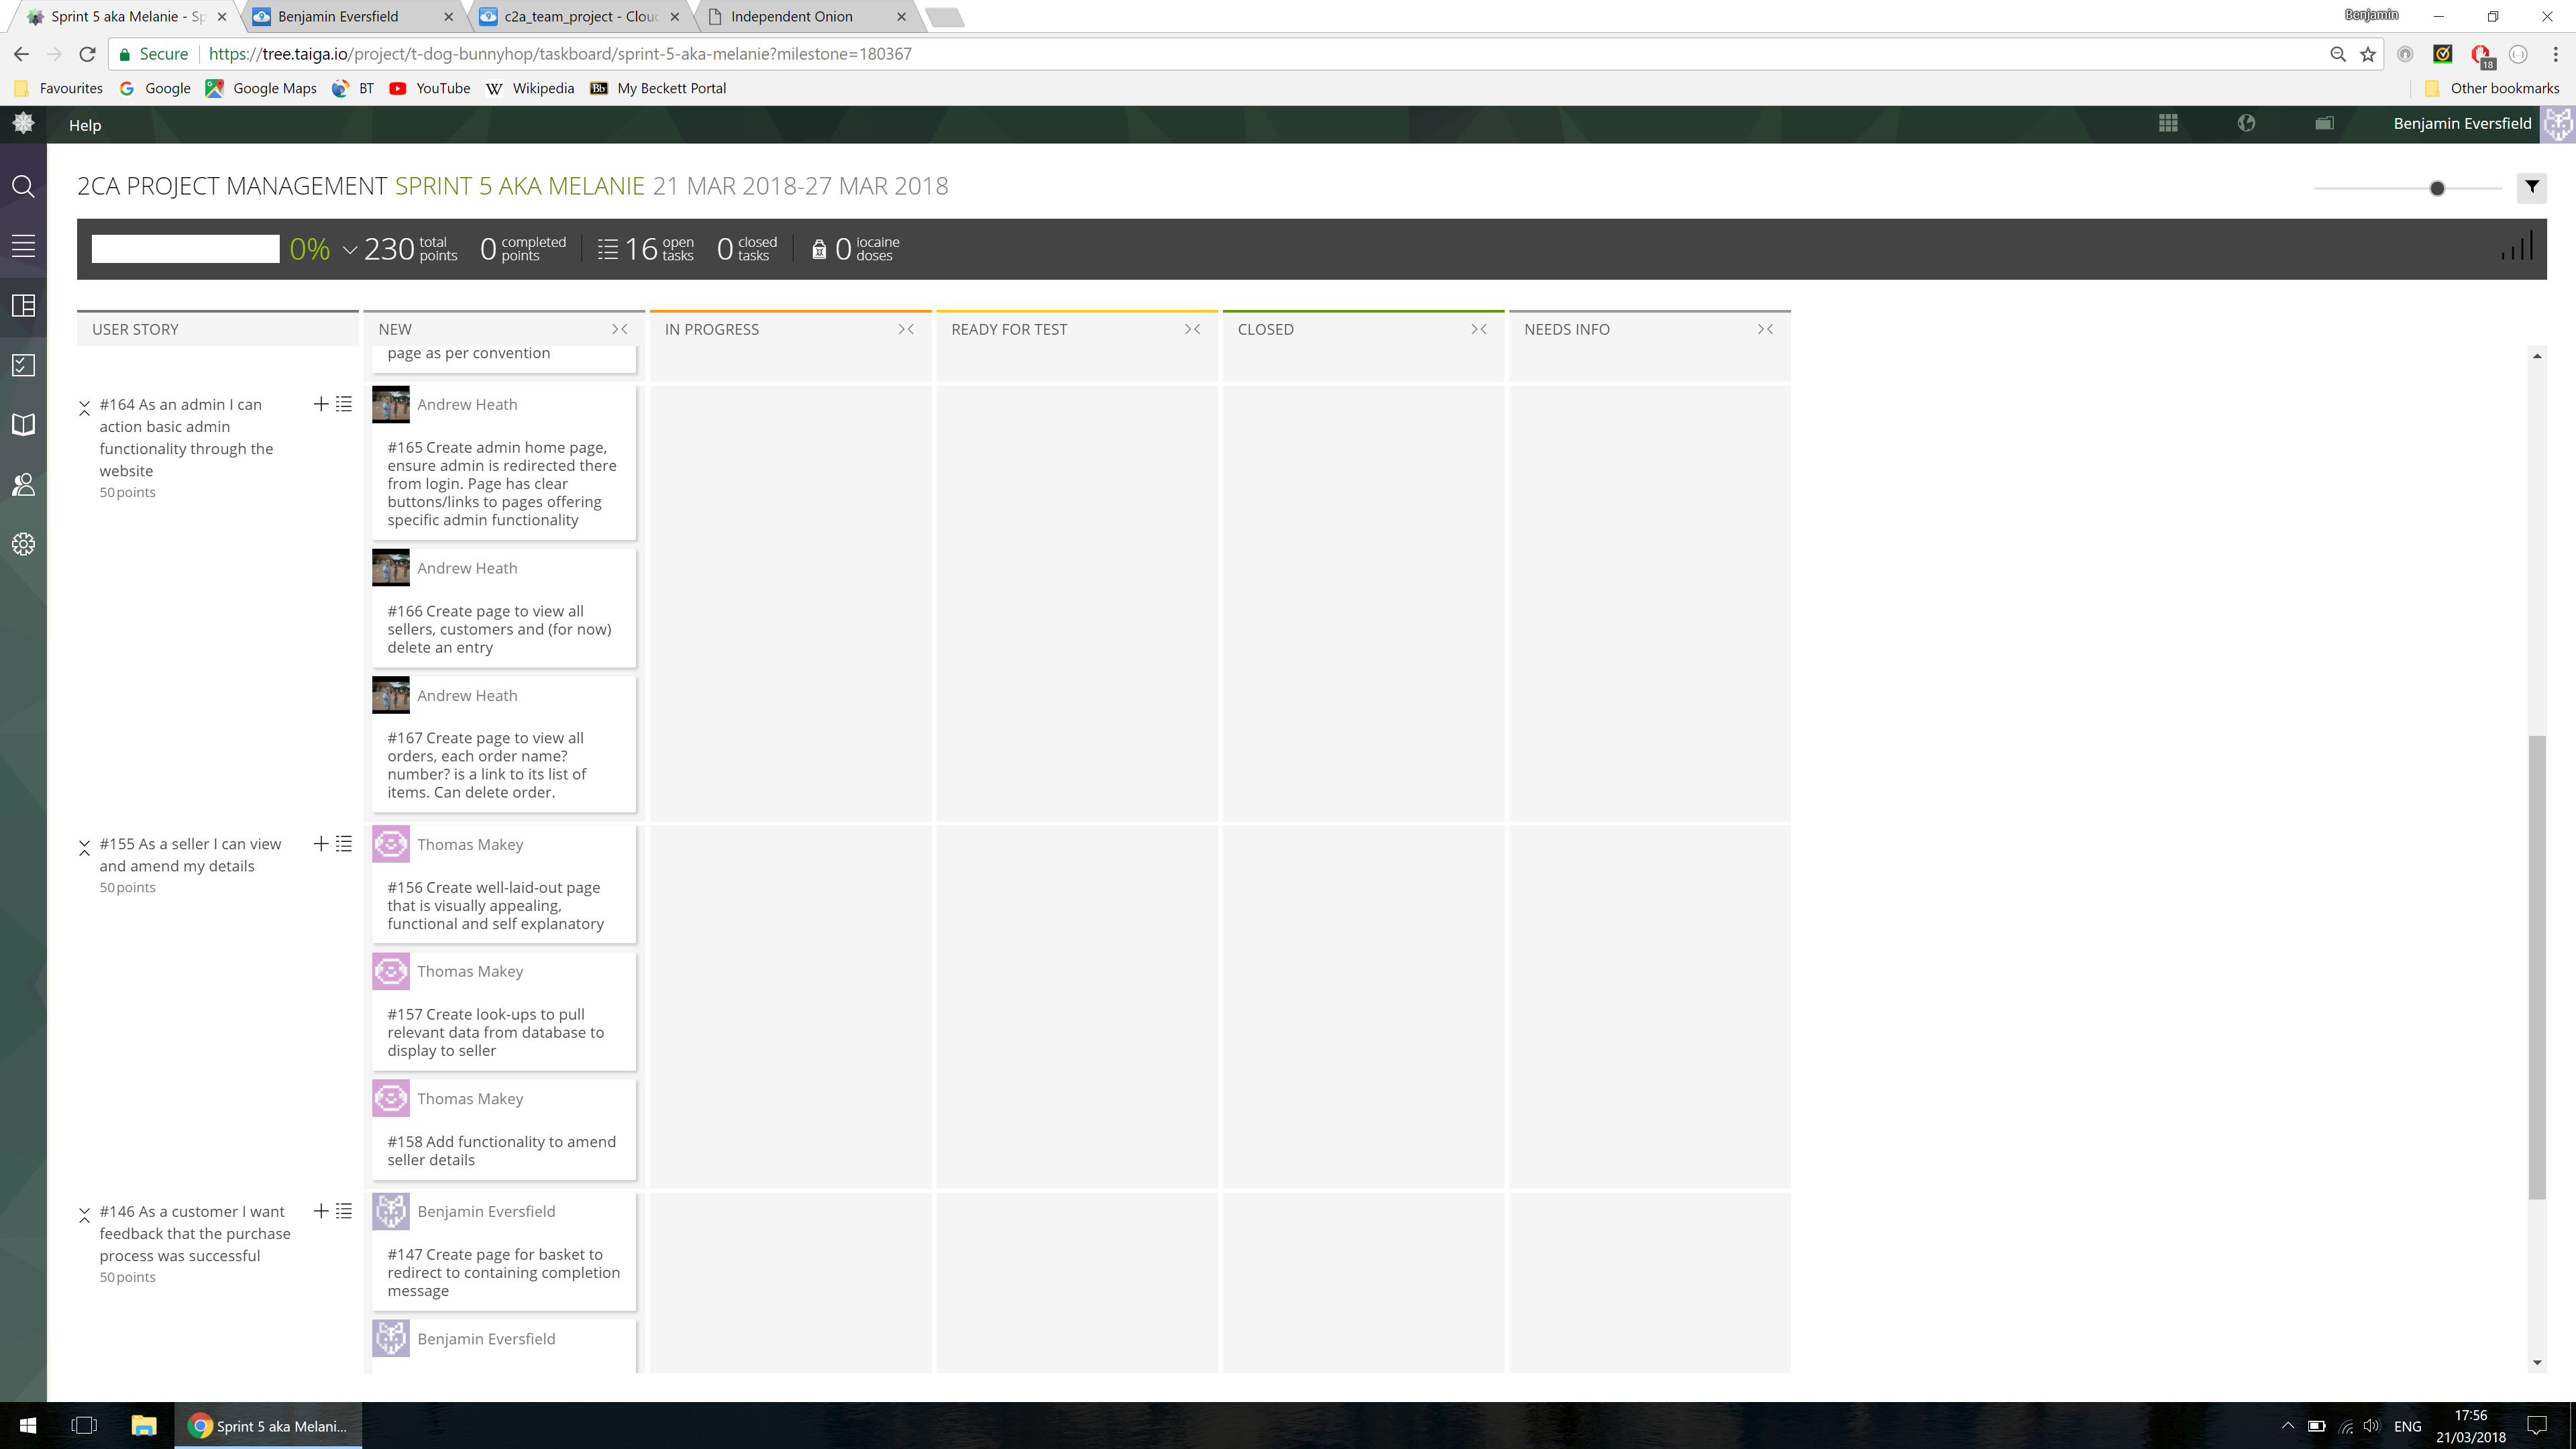 Sprint 5 aka Melanie - Sp
Benjamin Eversfield
c2a_team_project - Clou
Independent Onion
Benjamin
Secure
https://tree.taiga.io/project/t-dog-bunnyhop/taskboard/sprint-5-aka-melanie?milestone=180367
18
Favourites
Google
Google Maps
BT
YouTube
W Wikipedia
Bb My Beckett Portal
Other bookmarks
Help
Benjamin Eversfield
2CA PROJECT MANAGEMENT SPRINT 5 AKA MELANIE 21 MAR 2018-27 MAR 2018
0%
230 total points
0 completed points
16 open tasks
0 closed tasks
0 iocaine doses
USER STORY
NEW
IN PROGRESS
READY FOR TEST
CLOSED
NEEDS INFO
page as per convention
#164 As an admin I can
action basic admin
functionality through the
website
50 points
Andrew Heath
#165 Create admin home page,
ensure admin is redirected there
from login. Page has clear
buttons/links to pages offering
specific admin functionality
Andrew Heath
#166 Create page to view all
sellers, customers and (for now)
delete an entry
Andrew Heath
#167 Create page to view all
orders, each order name?
number? is a link to its list of
items. Can delete order.
#155 As a seller I can view
and amend my details
50 points
Thomas Makey
#156 Create well-laid-out page
that is visually appealing,
functional and self explanatory
Thomas Makey
#157 Create look-ups to pull
relevant data from database to
display to seller
Thomas Makey
#158 Add functionality to amend
seller details
#146 As a customer I want
feedback that the purchase
process was successful
50 points
Benjamin Eversfield
#147 Create page for basket to
redirect to containing completion
message
Benjamin Eversfield
Sprint 5 aka Melani...
ENG
17:56
21/03/2018